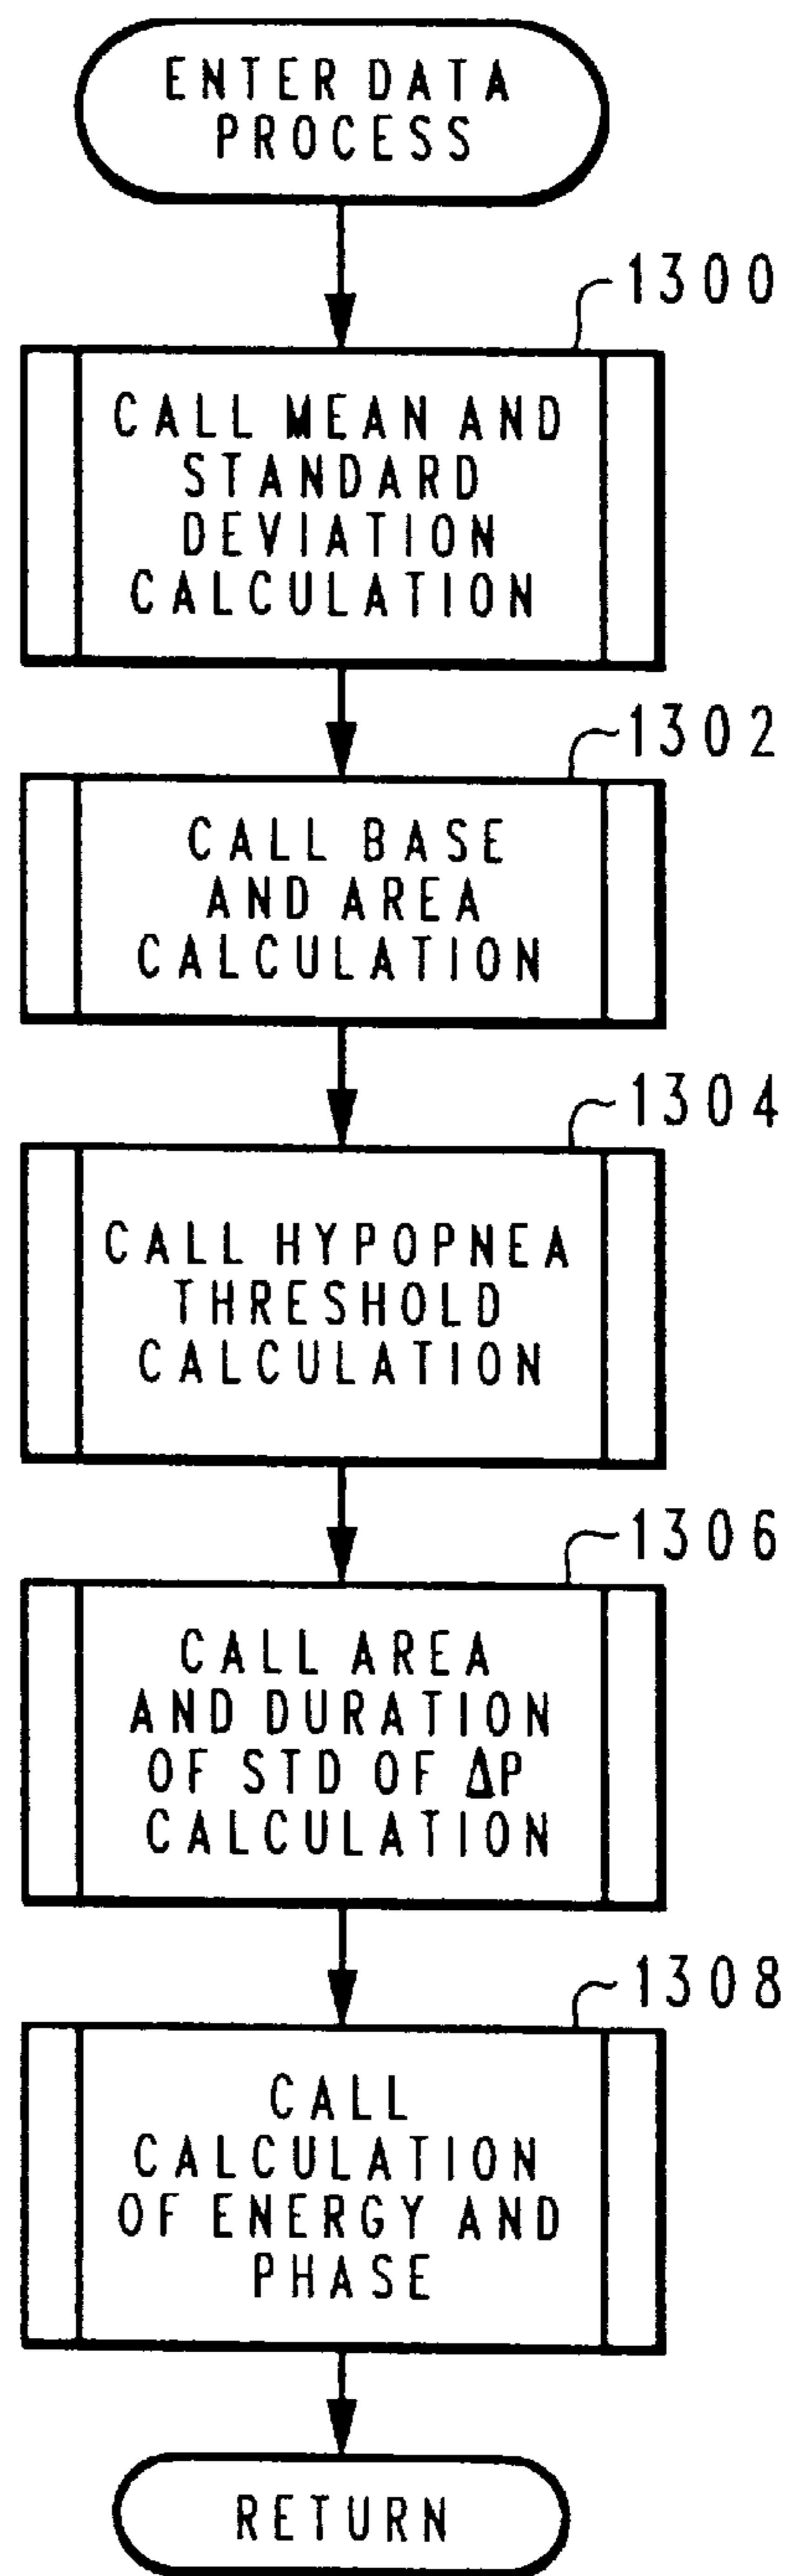 ENTER DATA
PROCESS
1300
CALL MEAN AND
STANDARD
DEVIATION
CALCULATION
1302
CALL BASE
AND AREA
CALCULATION
1304
CALL HYPOPNEA
THRESHOLD
CALCULATION
1306
CALL AREA
AND DURATION
OF STD OF ΔP
CALCULATION
1308
CALL
CALCULATION
OF ENERGY AND
PHASE
RETURN